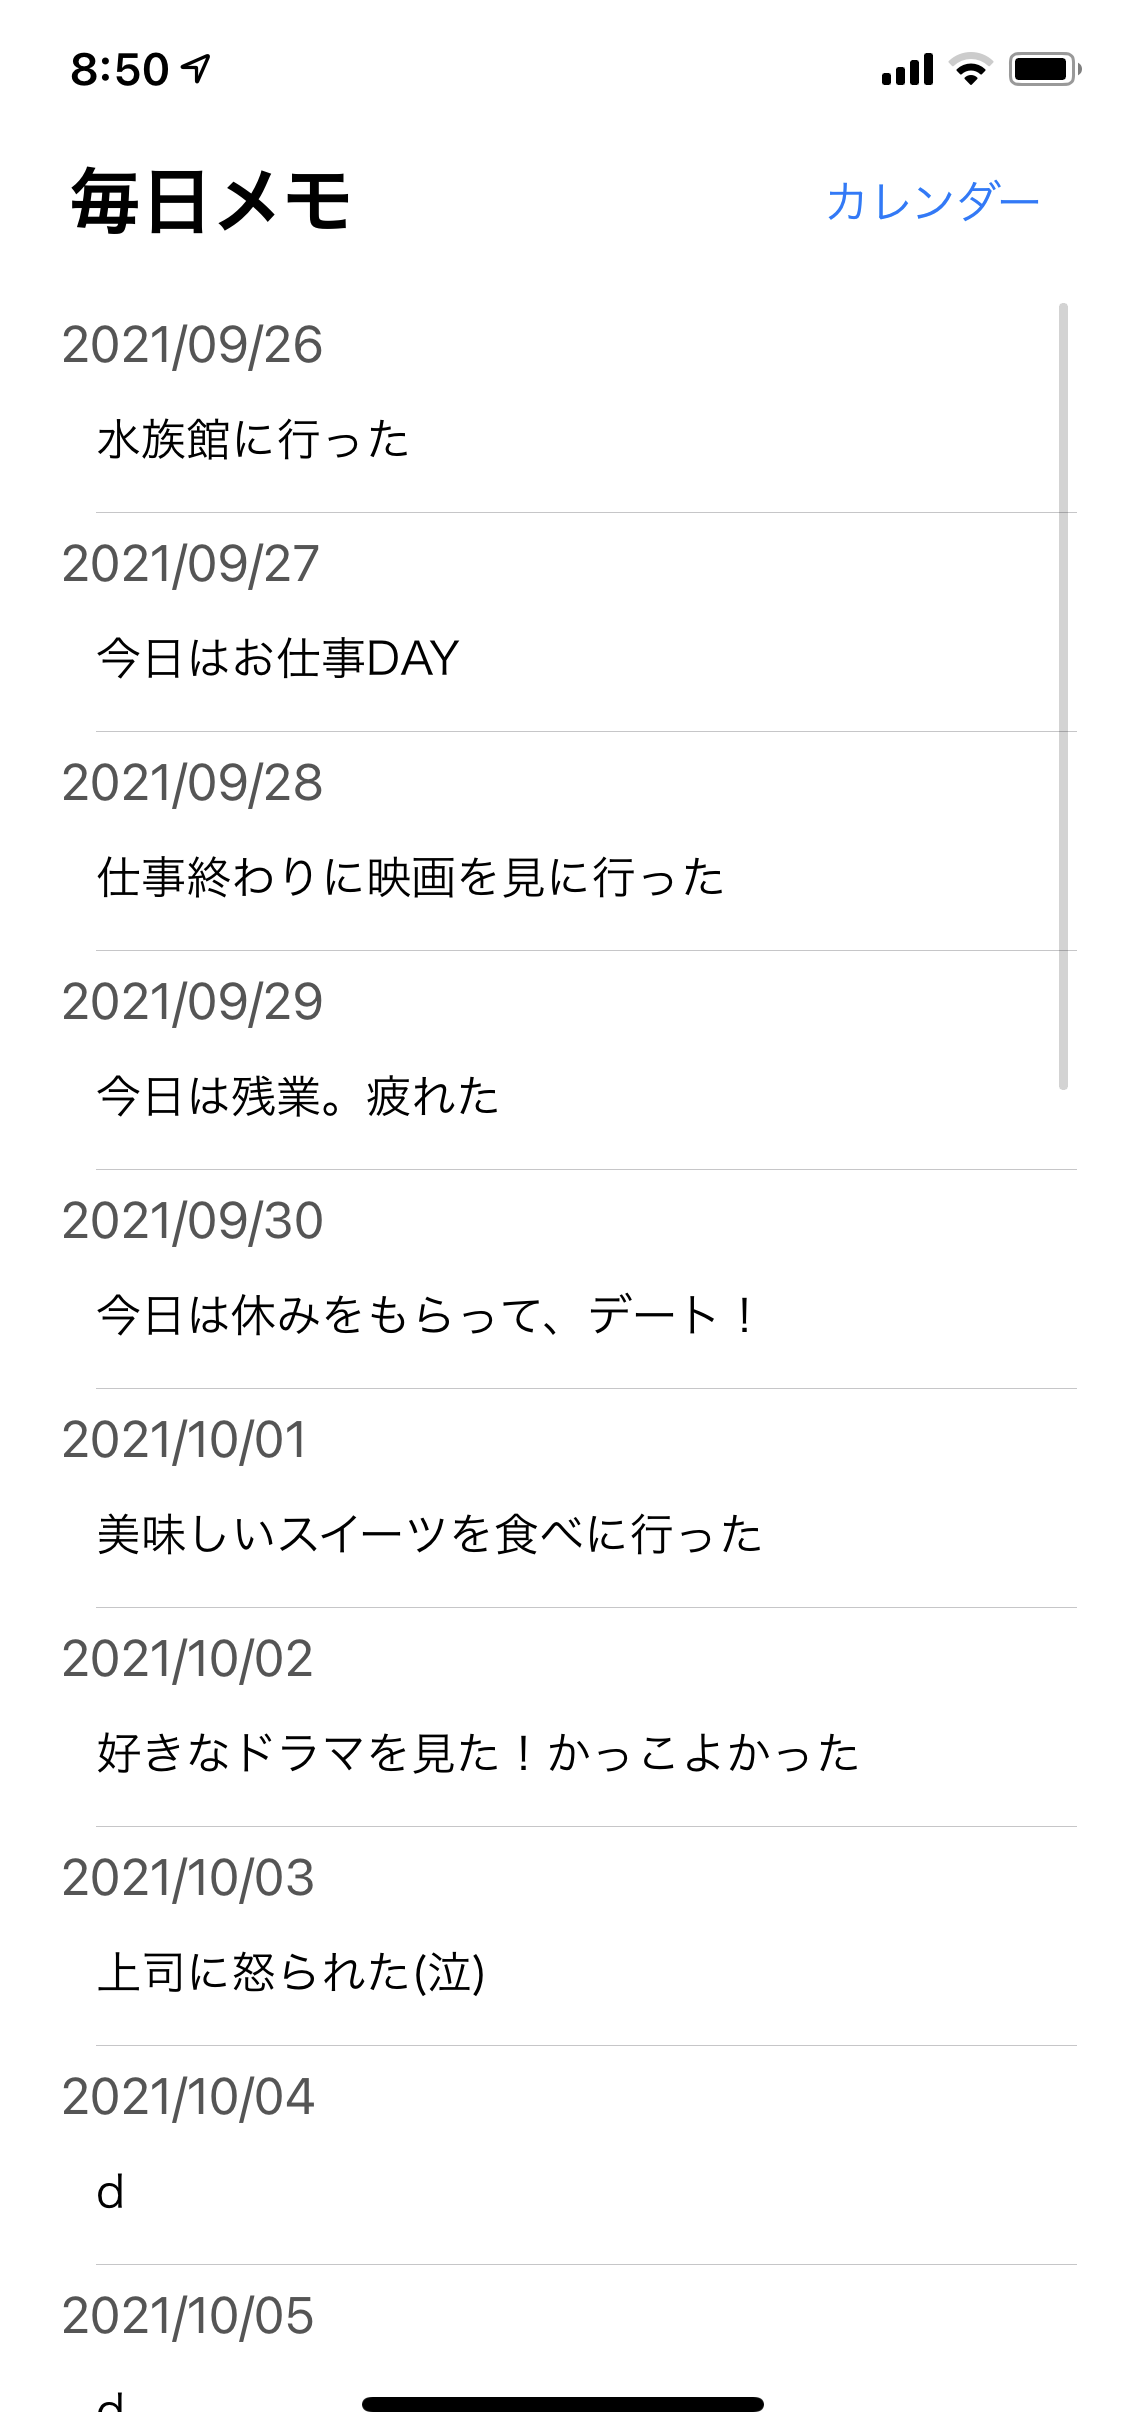 8:50
毎日メモ
カレンダー
2021/09/26
水族館に行った
2021/09/27
今日はお仕事DAY
2021/09/28
仕事終わりに映画を見に行った
2021/09/29
今日は残業。疲れた
2021/09/30
今日は休みをもらって、デート！
2021/10/01
美味しいスイーツを食べに行った
2021/10/02
好きなドラマを見た！かっこよかった
2021/10/03
上司に怒られた(泣)
2021/10/04
d
2021/10/05
d